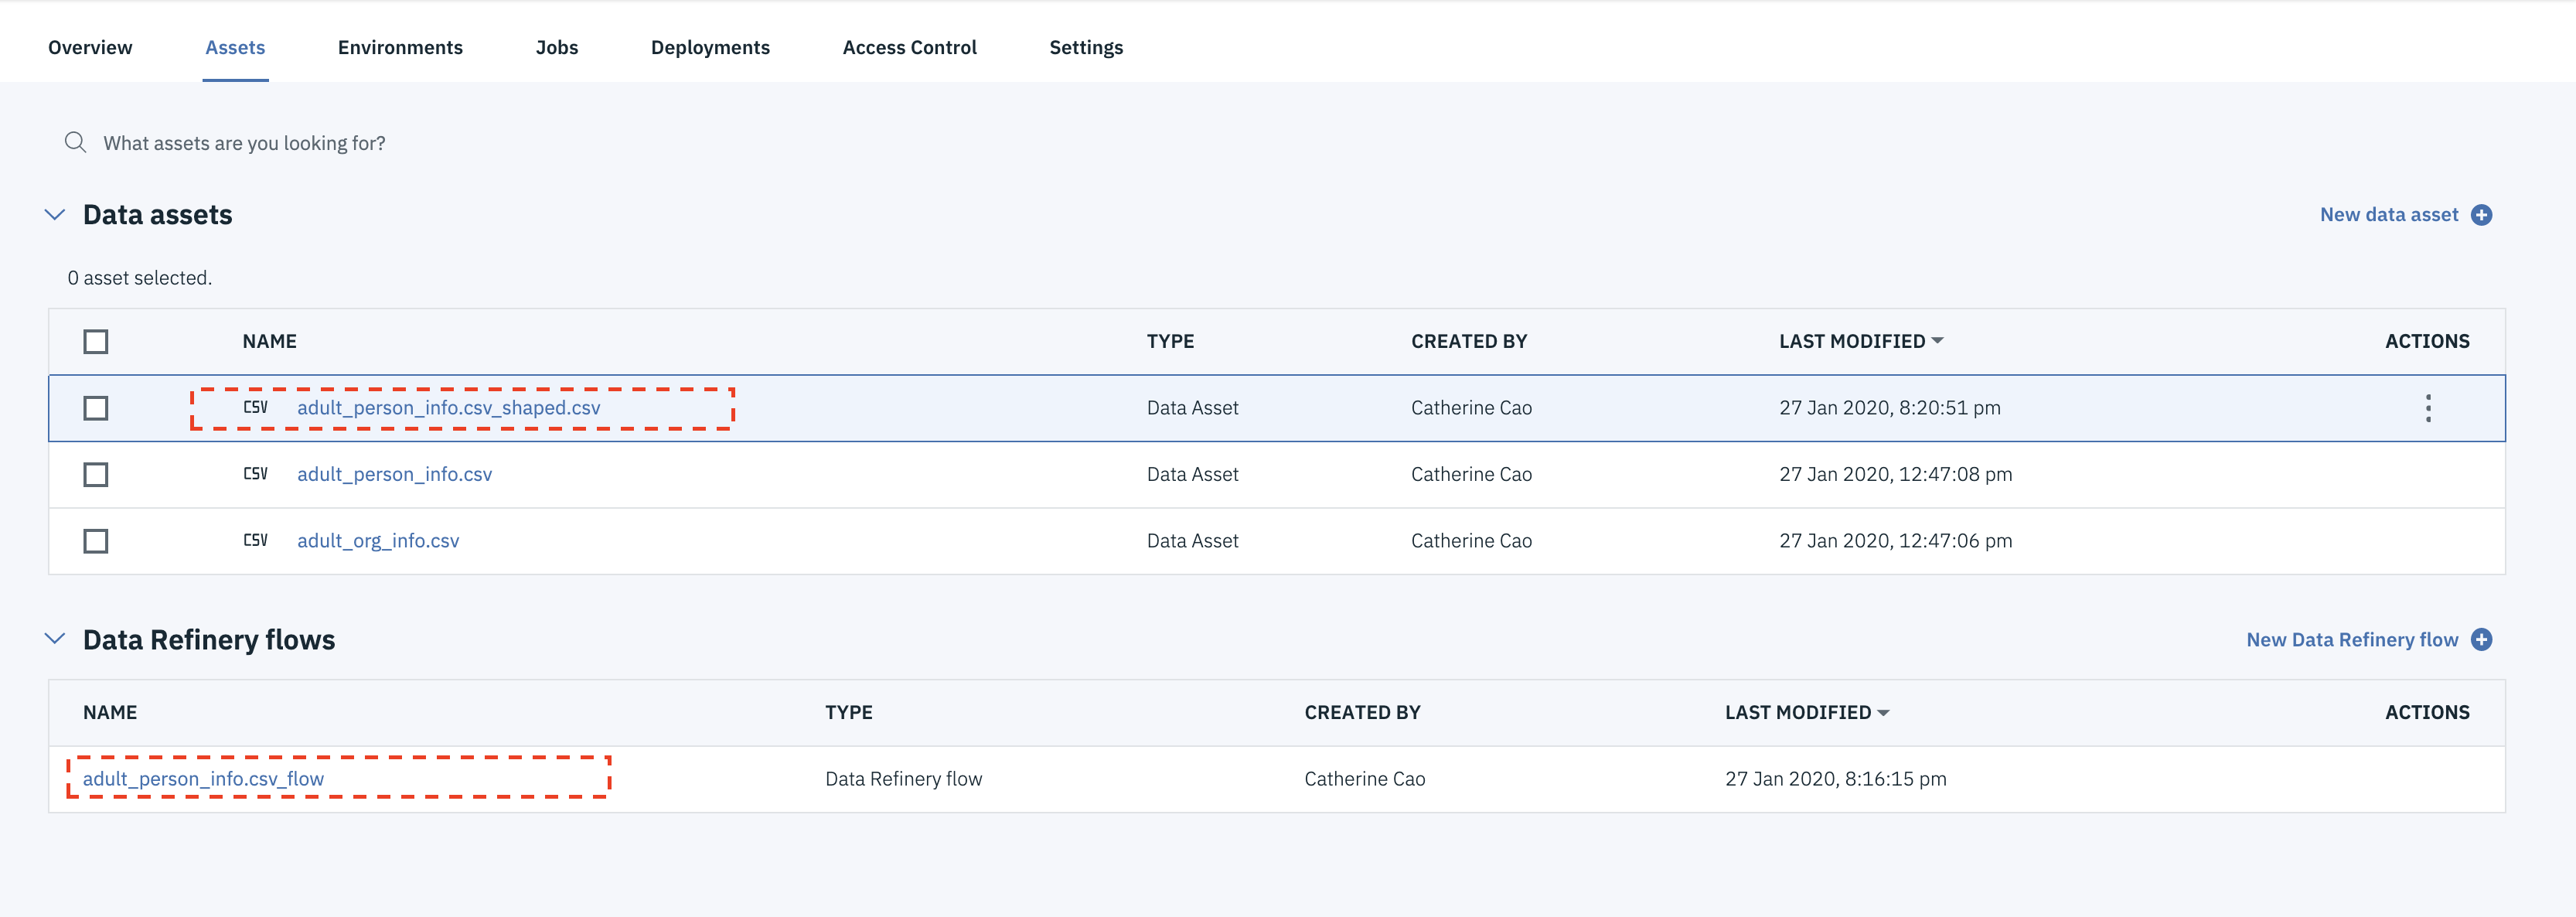 Overview Assets Environments Jobs Deployments Access Control Settings
What assets are you looking for?
Data assets New data asset
0 asset selected.
NAME TYPE CREATED BY LAST MODIFIED ACTIONS
CSV adult_person_info.csv_shaped.csv Data Asset Catherine Cao 27 Jan 2020, 8:20:51 pm
CSV adult_person_info.csv Data Asset Catherine Cao 27 Jan 2020, 12:47:08 pm
CSV adult_org_info.csv Data Asset Catherine Cao 27 Jan 2020, 12:47:06 pm
Data Refinery flows New Data Refinery flow
NAME TYPE CREATED BY LAST MODIFIED ACTIONS
adult_person_info.csv_flow Data Refinery flow Catherine Cao 27 Jan 2020, 8:16:15 pm